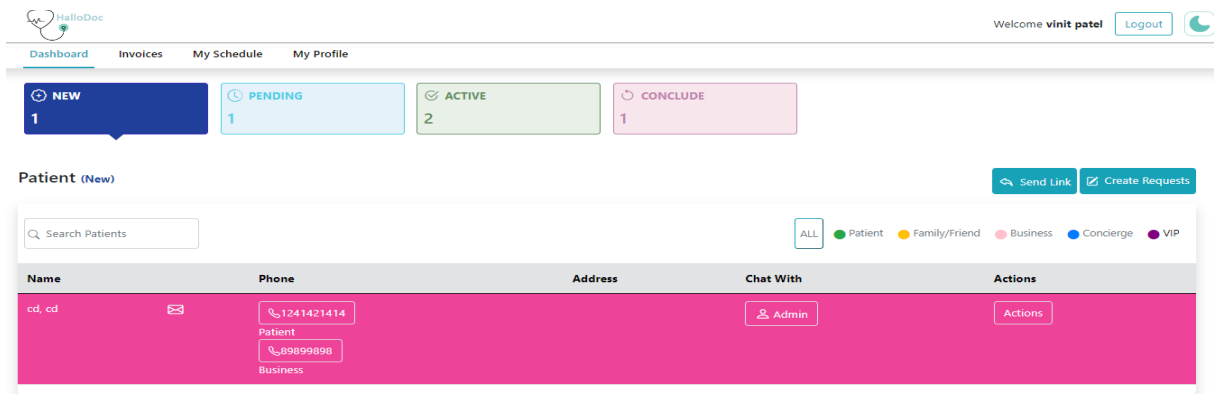 HalloDoc
Welcome vinit patel Logout
Dashboard Invoices My Schedule My Profile
NEW PENDING ACTIVE CONCLUDE
1 1 2 1
Patient (New) Send Link Create Requests
Search Patients ALL Patient Family/Friend Business Concierge VIP
Name Phone Address Chat With Actions
cd, cd 1241421414 Admin Actions
Patient
89899898
Business